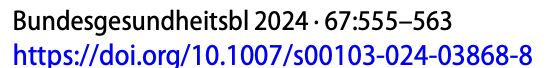 Bundesgesundheitsbl 2024 · 67:555–563
https://doi.org/10.1007/s00103-024-03868-8